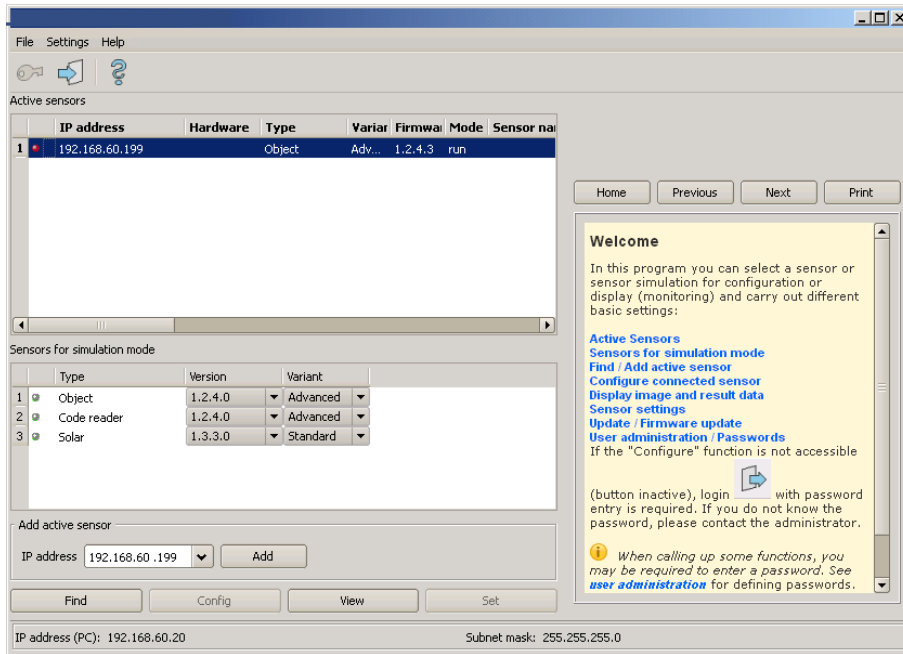 File Settings Help
Active sensors
IP address Hardware Type Variar Firmwar Mode Sensor nar
1 192.168.60.199 Object Adv... 1.2.4.3 run
Home Previous Next Print
Welcome
In this program you can select a sensor or
sensor simulation for configuration or
display (monitoring) and carry out different
basic settings:
Active Sensors
Sensors for simulation mode
Find / Add active sensor
Configure connected sensor
Display image and result data
Sensor settings
Update / Firmware update
User administration / Passwords
If the "Configure" function is not accessible
(button inactive), login with password
entry is required. If you do not know the
password, please contact the administrator.
When calling up some functions, you
may be required to enter a password. See
user administration for defining passwords.
Sensors for simulation mode
Type Version Variant
1 Object 1.2.4.0 Advanced
2 Code reader 1.2.4.0 Advanced
3 Solar 1.3.3.0 Standard
Add active sensor
IP address 192.168.60 .199 Add
Find Config View Set
IP address (PC): 192.168.60.20 Subnet mask: 255.255.255.0